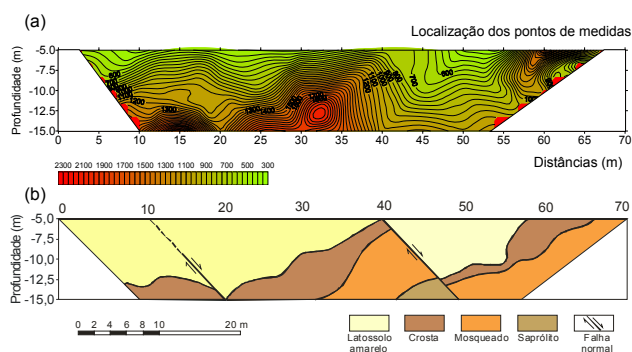 (a)
Localização dos pontos de medidas
Profundidade (m)
-5.0
-7.5
-10.0
-12.5
-15.0
0 5 10 15 20 25 30 35 40 45 50 55 60 65 70
Distâncias (m)
2300 2100 1900 1700 1500 1300 1100 900 700 500 300
(b)
0 10 20 30 40 50 60 70
Profundidade (m)
-5,0
-7,5
-10,0
-12,5
-15,0
0 2 4 6 8 10 20 m
Latossolo amarelo
Crosta
Mosqueado
Saprólito
Falha normal